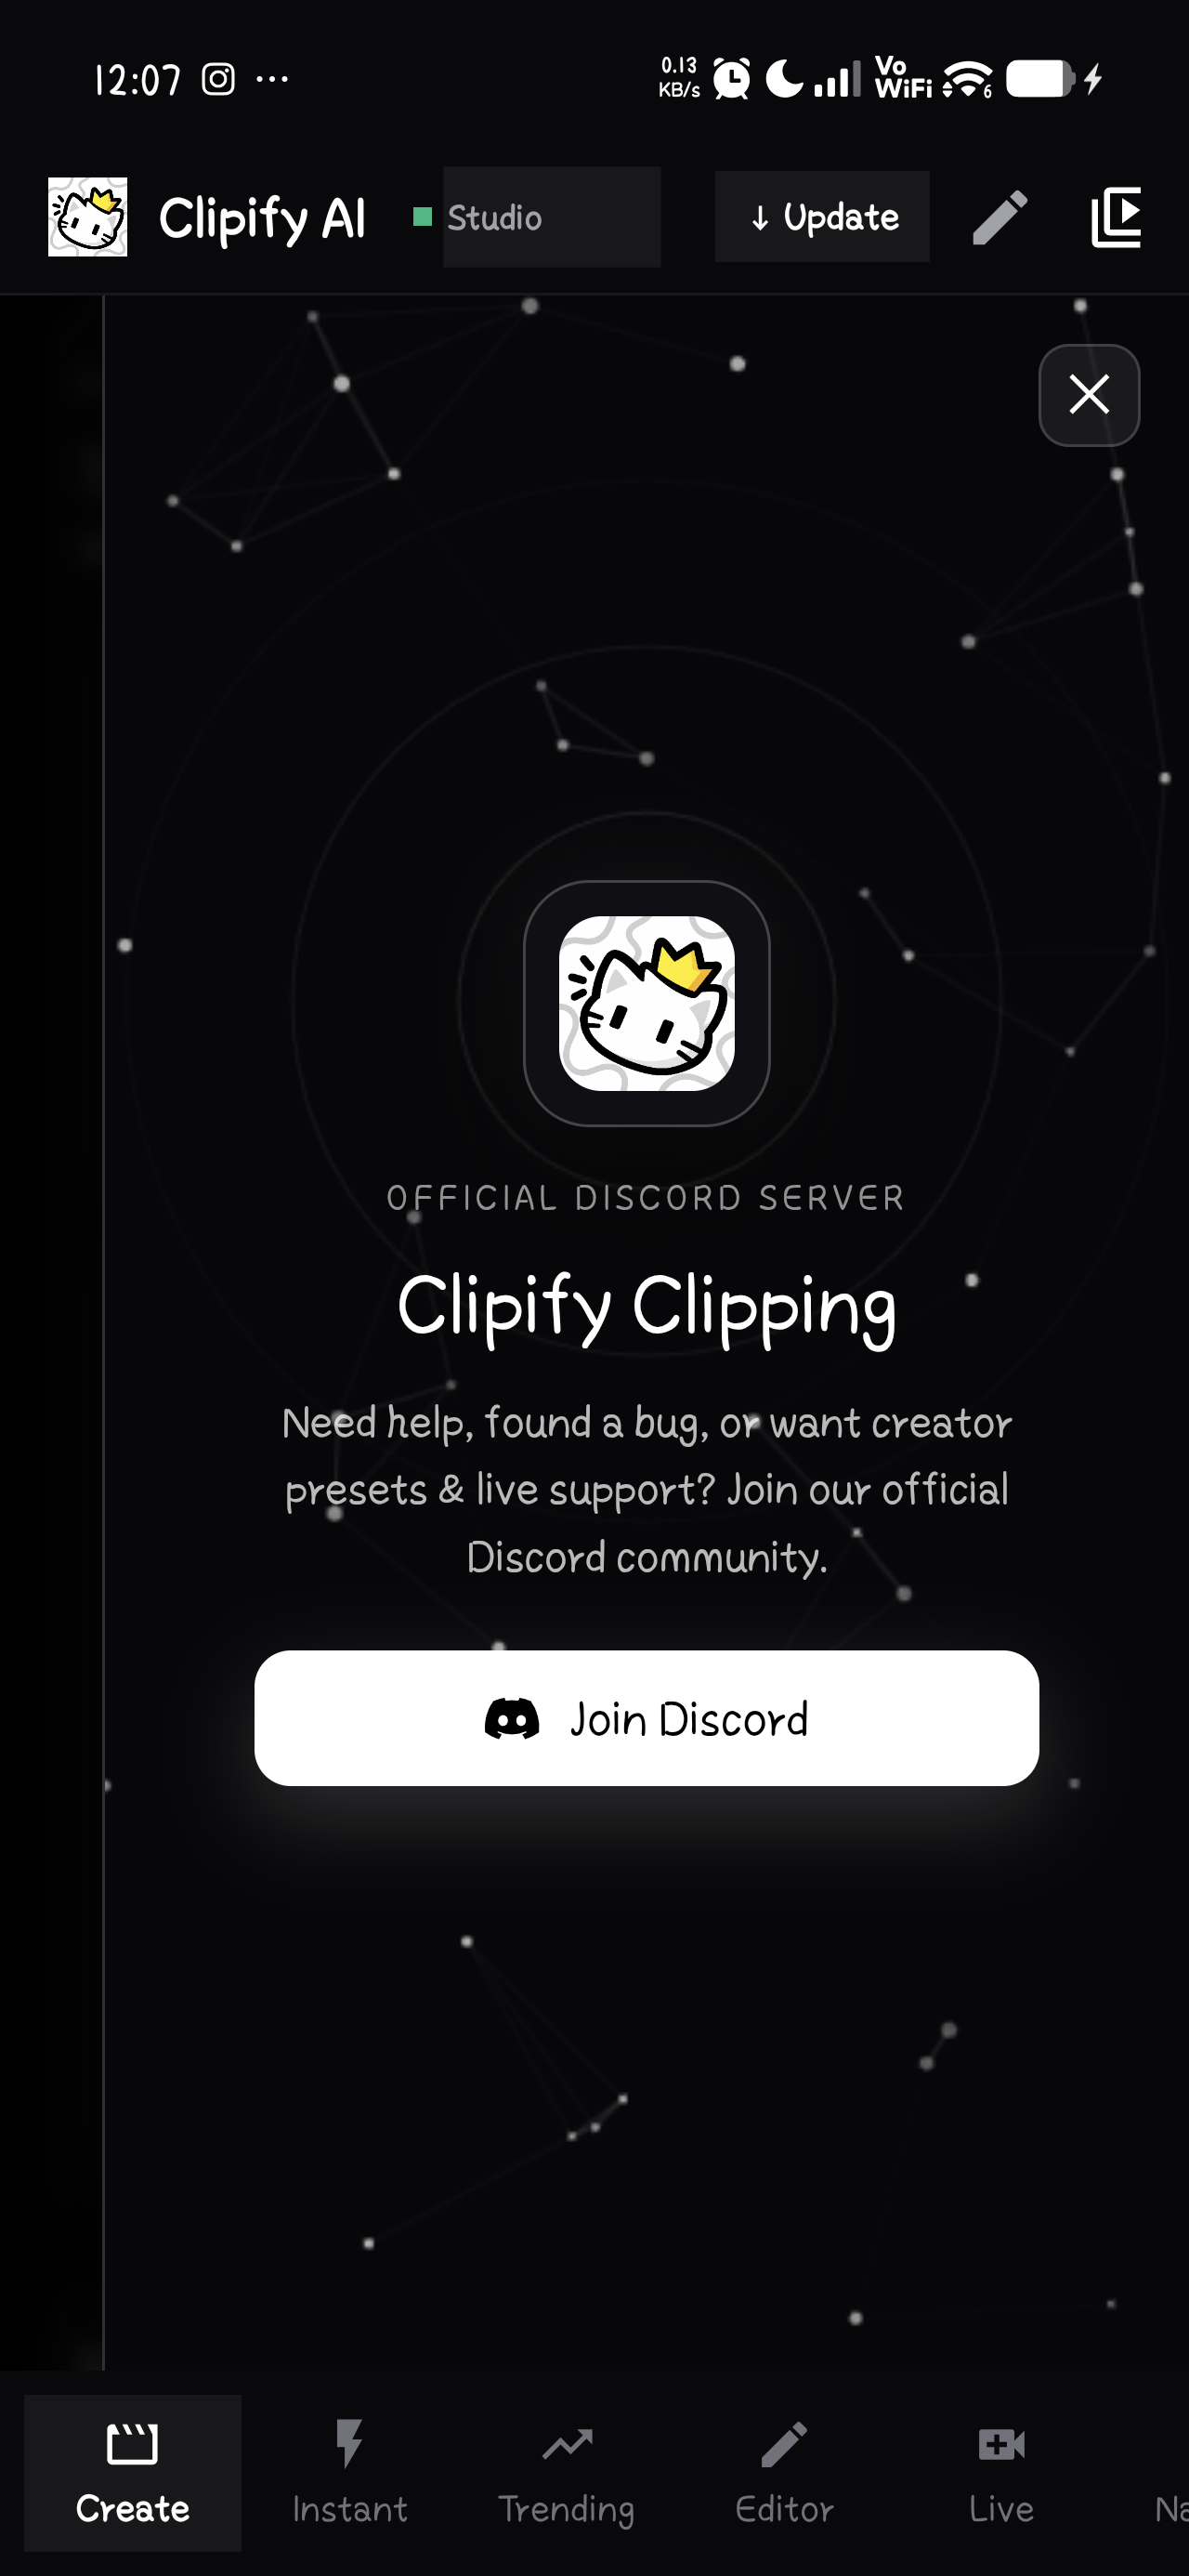 12:07 ...
0.13 KB/s
Vo WiFi 6
Clipify AI
Studio
↓ Update
OFFICIAL DISCORD SERVER
Clipify Clipping
Need help, found a bug, or want creator
presets & live support? Join our official
Discord community.
Join Discord
Create
Instant
Trending
Editor
Live
Na